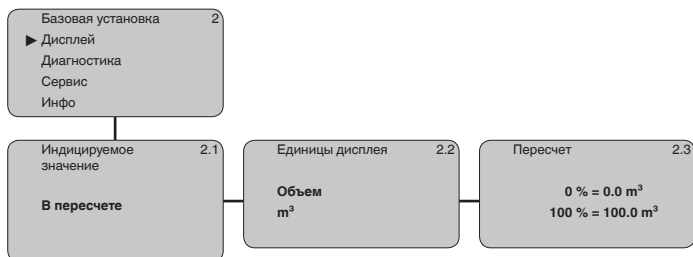 Базовая установка 2
▶ Дисплей
Диагностика
Сервис
Инфо
Индицируемое 2.1
значение
В пересчете
Единицы дисплея 2.2
Объем
m³
Пересчет 2.3
0 % = 0.0 m³
100 % = 100.0 m³